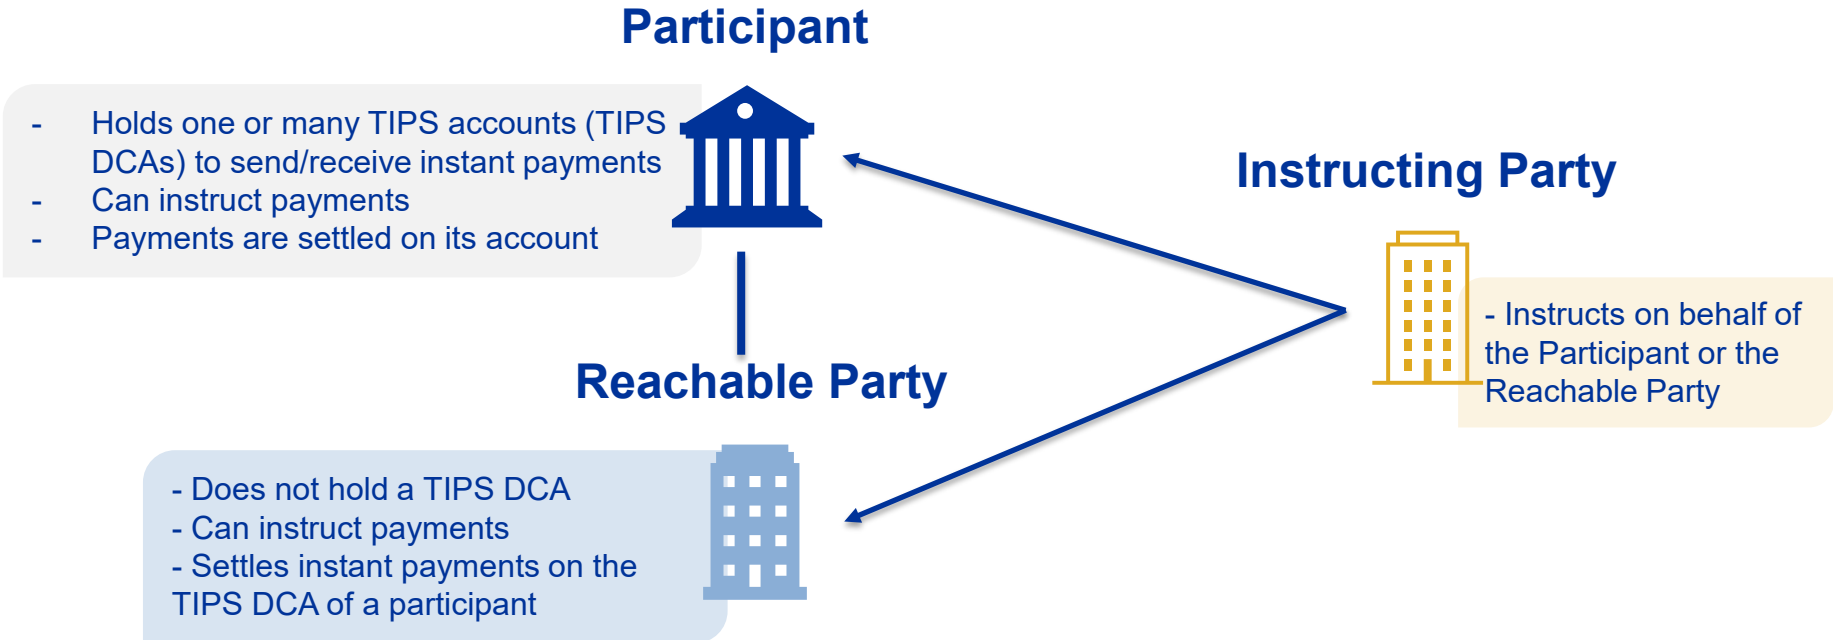 Participant
- Holds one or many TIPS accounts (TIPS
DCAs) to send/receive instant payments
- Can instruct payments
- Payments are settled on its account
Instructing Party
- Instructs on behalf of
the Participant or the
Reachable Party
Reachable Party
- Does not hold a TIPS DCA
- Can instruct payments
- Settles instant payments on the
TIPS DCA of a participant